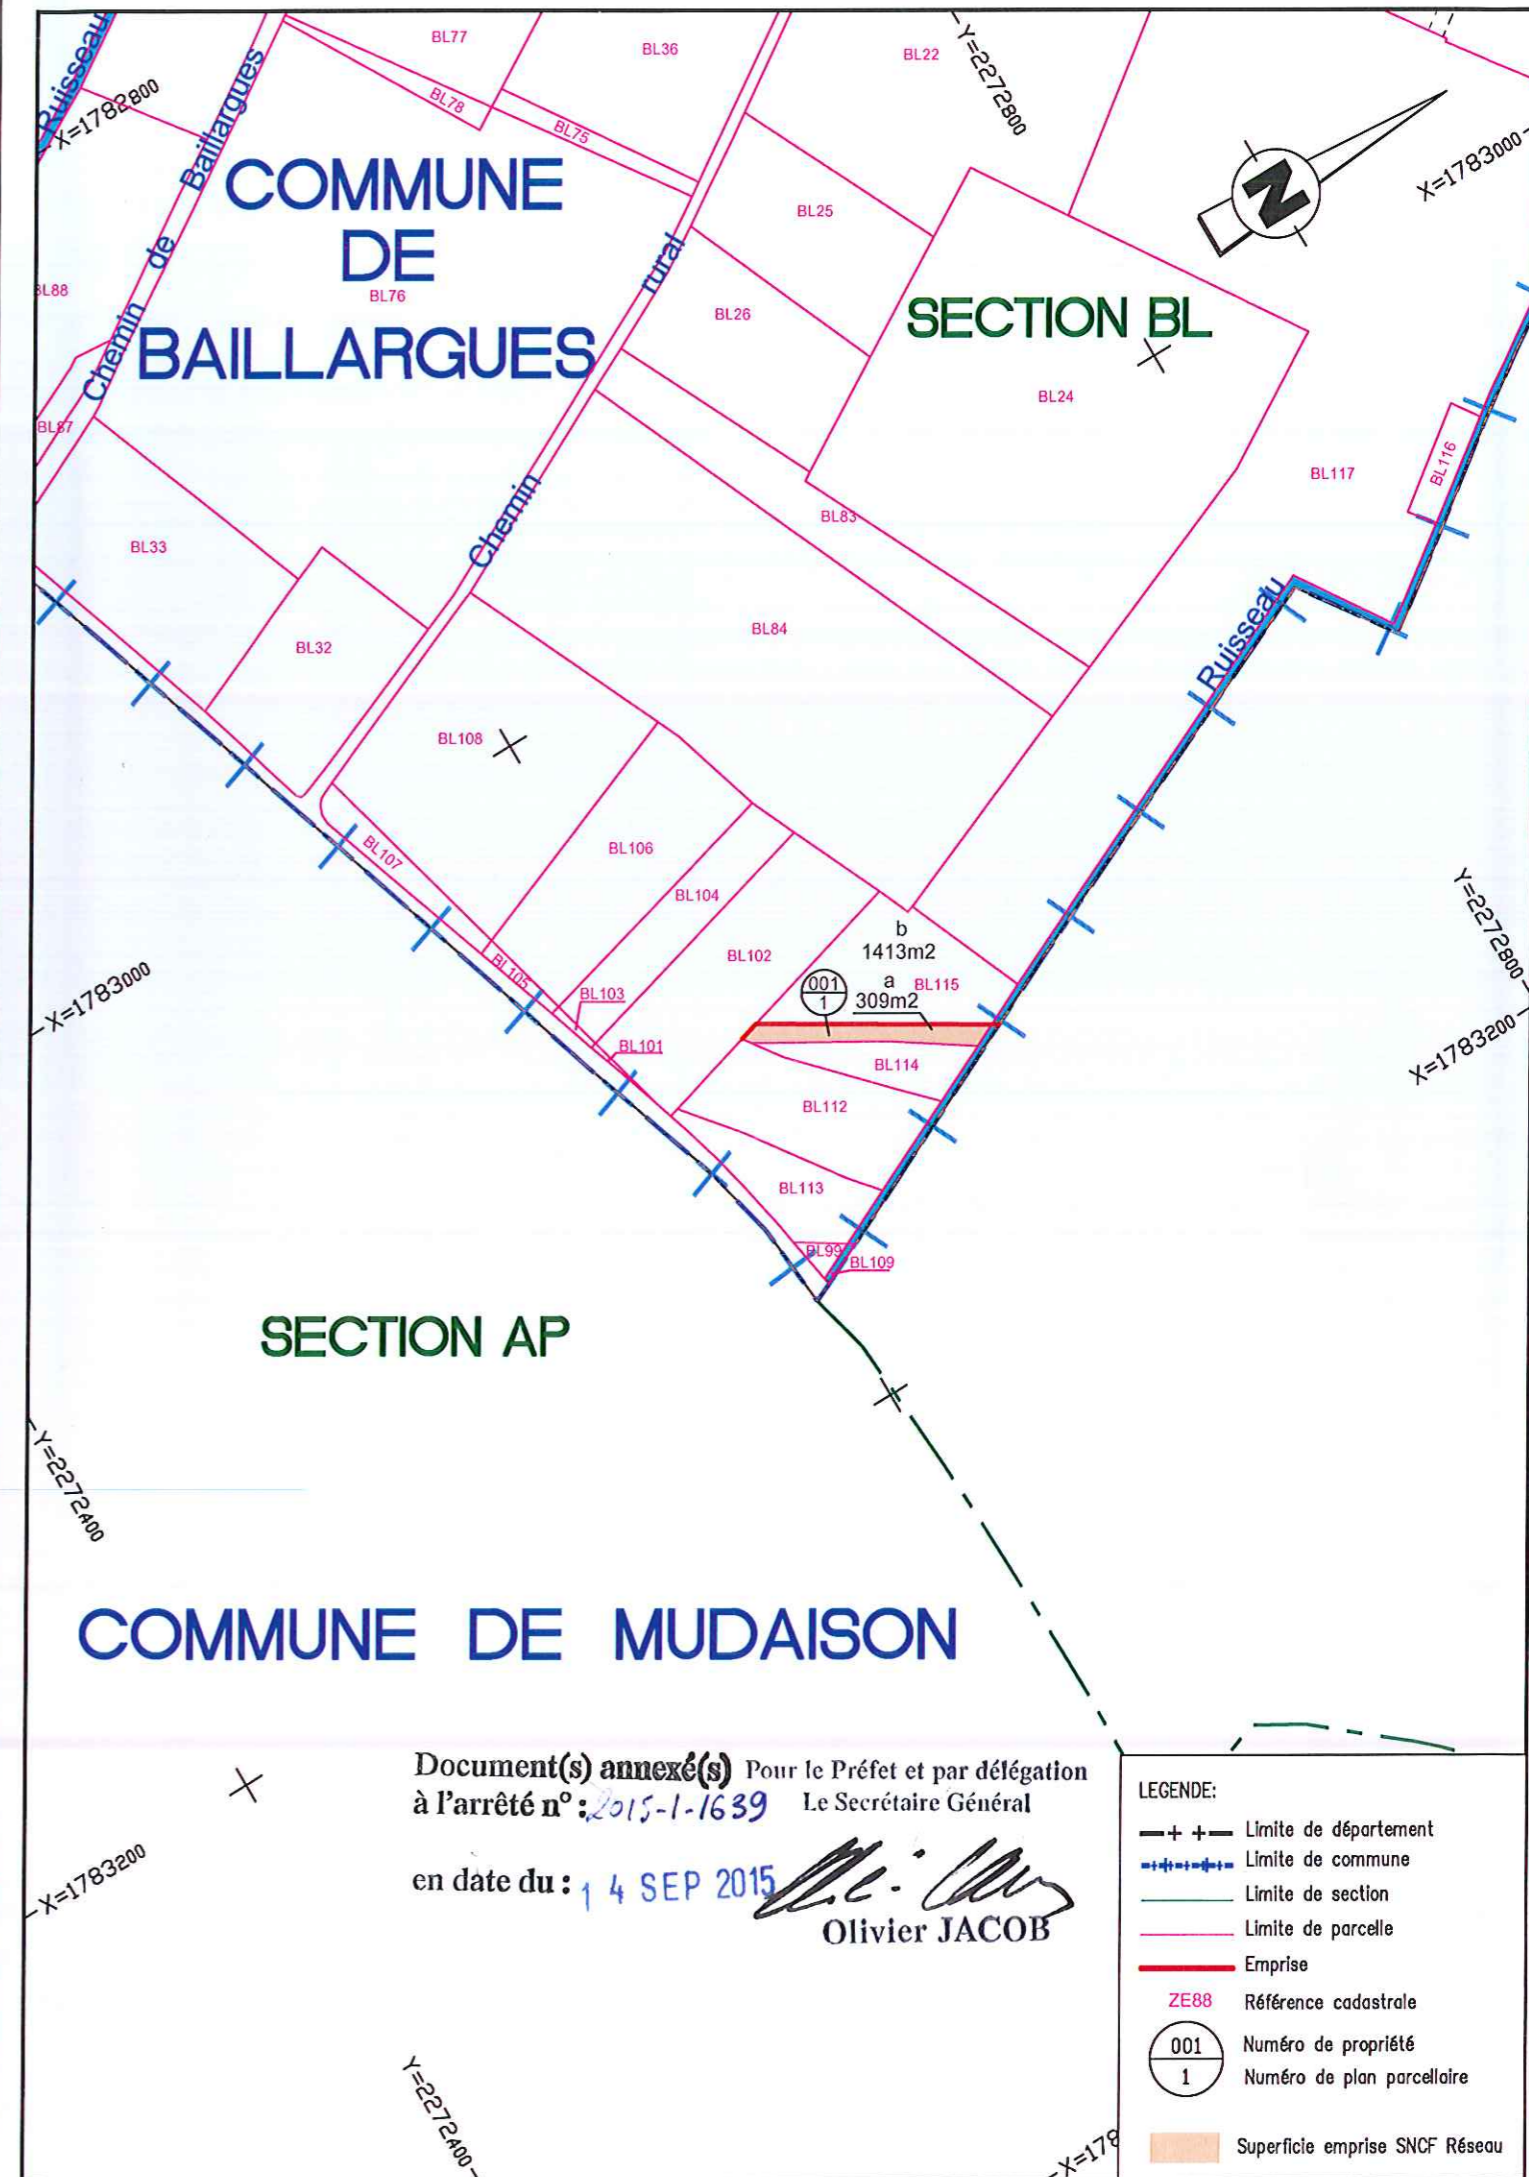 BL77
BL36
BL22
Y=2272800
Ruisseau
X=1782800
Chemin de Baillargues
BL78
BL75
X=1783000
N
COMMUNE
DE
BAILLARGUES
BL25
BL88
BL76
rural
BL26
SECTION BL
BL24
BL87
BL117
BL116
Chemin
BL83
BL33
BL32
BL84
Ruisseau
BL108
BL107
BL106
BL104
b
1413m2
BL102
BL115
a
309m2
001
1
Y=2272800
X=1783000
BL105
BL103
BL101
X=1783200
BL114
BL112
BL113
BL99
BL109
SECTION AP
Y=2272400
COMMUNE DE MUDAISON
Document(s) annexé(s) Pour le Préfet et par délégation
à l'arrêté n° : 2015-1-1639 Le Secrétaire Général
en date du : 14 SEP 2015
Olivier JACOB
X=1783200
Y=2272400
X=178
LEGENDE:
Limite de département
Limite de commune
Limite de section
Limite de parcelle
Emprise
ZE88 Référence cadastrale
001 Numéro de propriété
1 Numéro de plan parcellaire
Superficie emprise SNCF Réseau